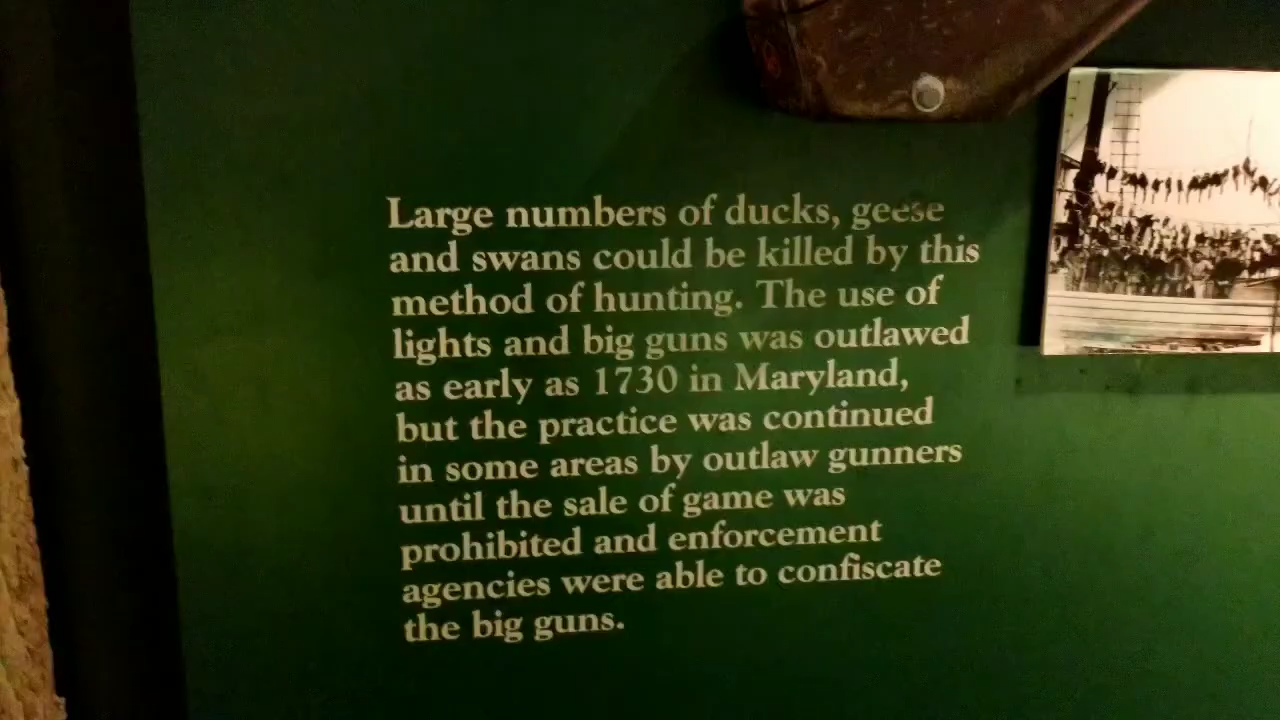 Large numbers of ducks, geese
and swans could be killed by this
method of hunting. The use of
lights and big guns was outlawed
as early as 1730 in Maryland,
but the practice was continued
in some areas by outlaw gunners
until the sale of game was
prohibited and enforcement
agencies were able to confiscate
the big guns.